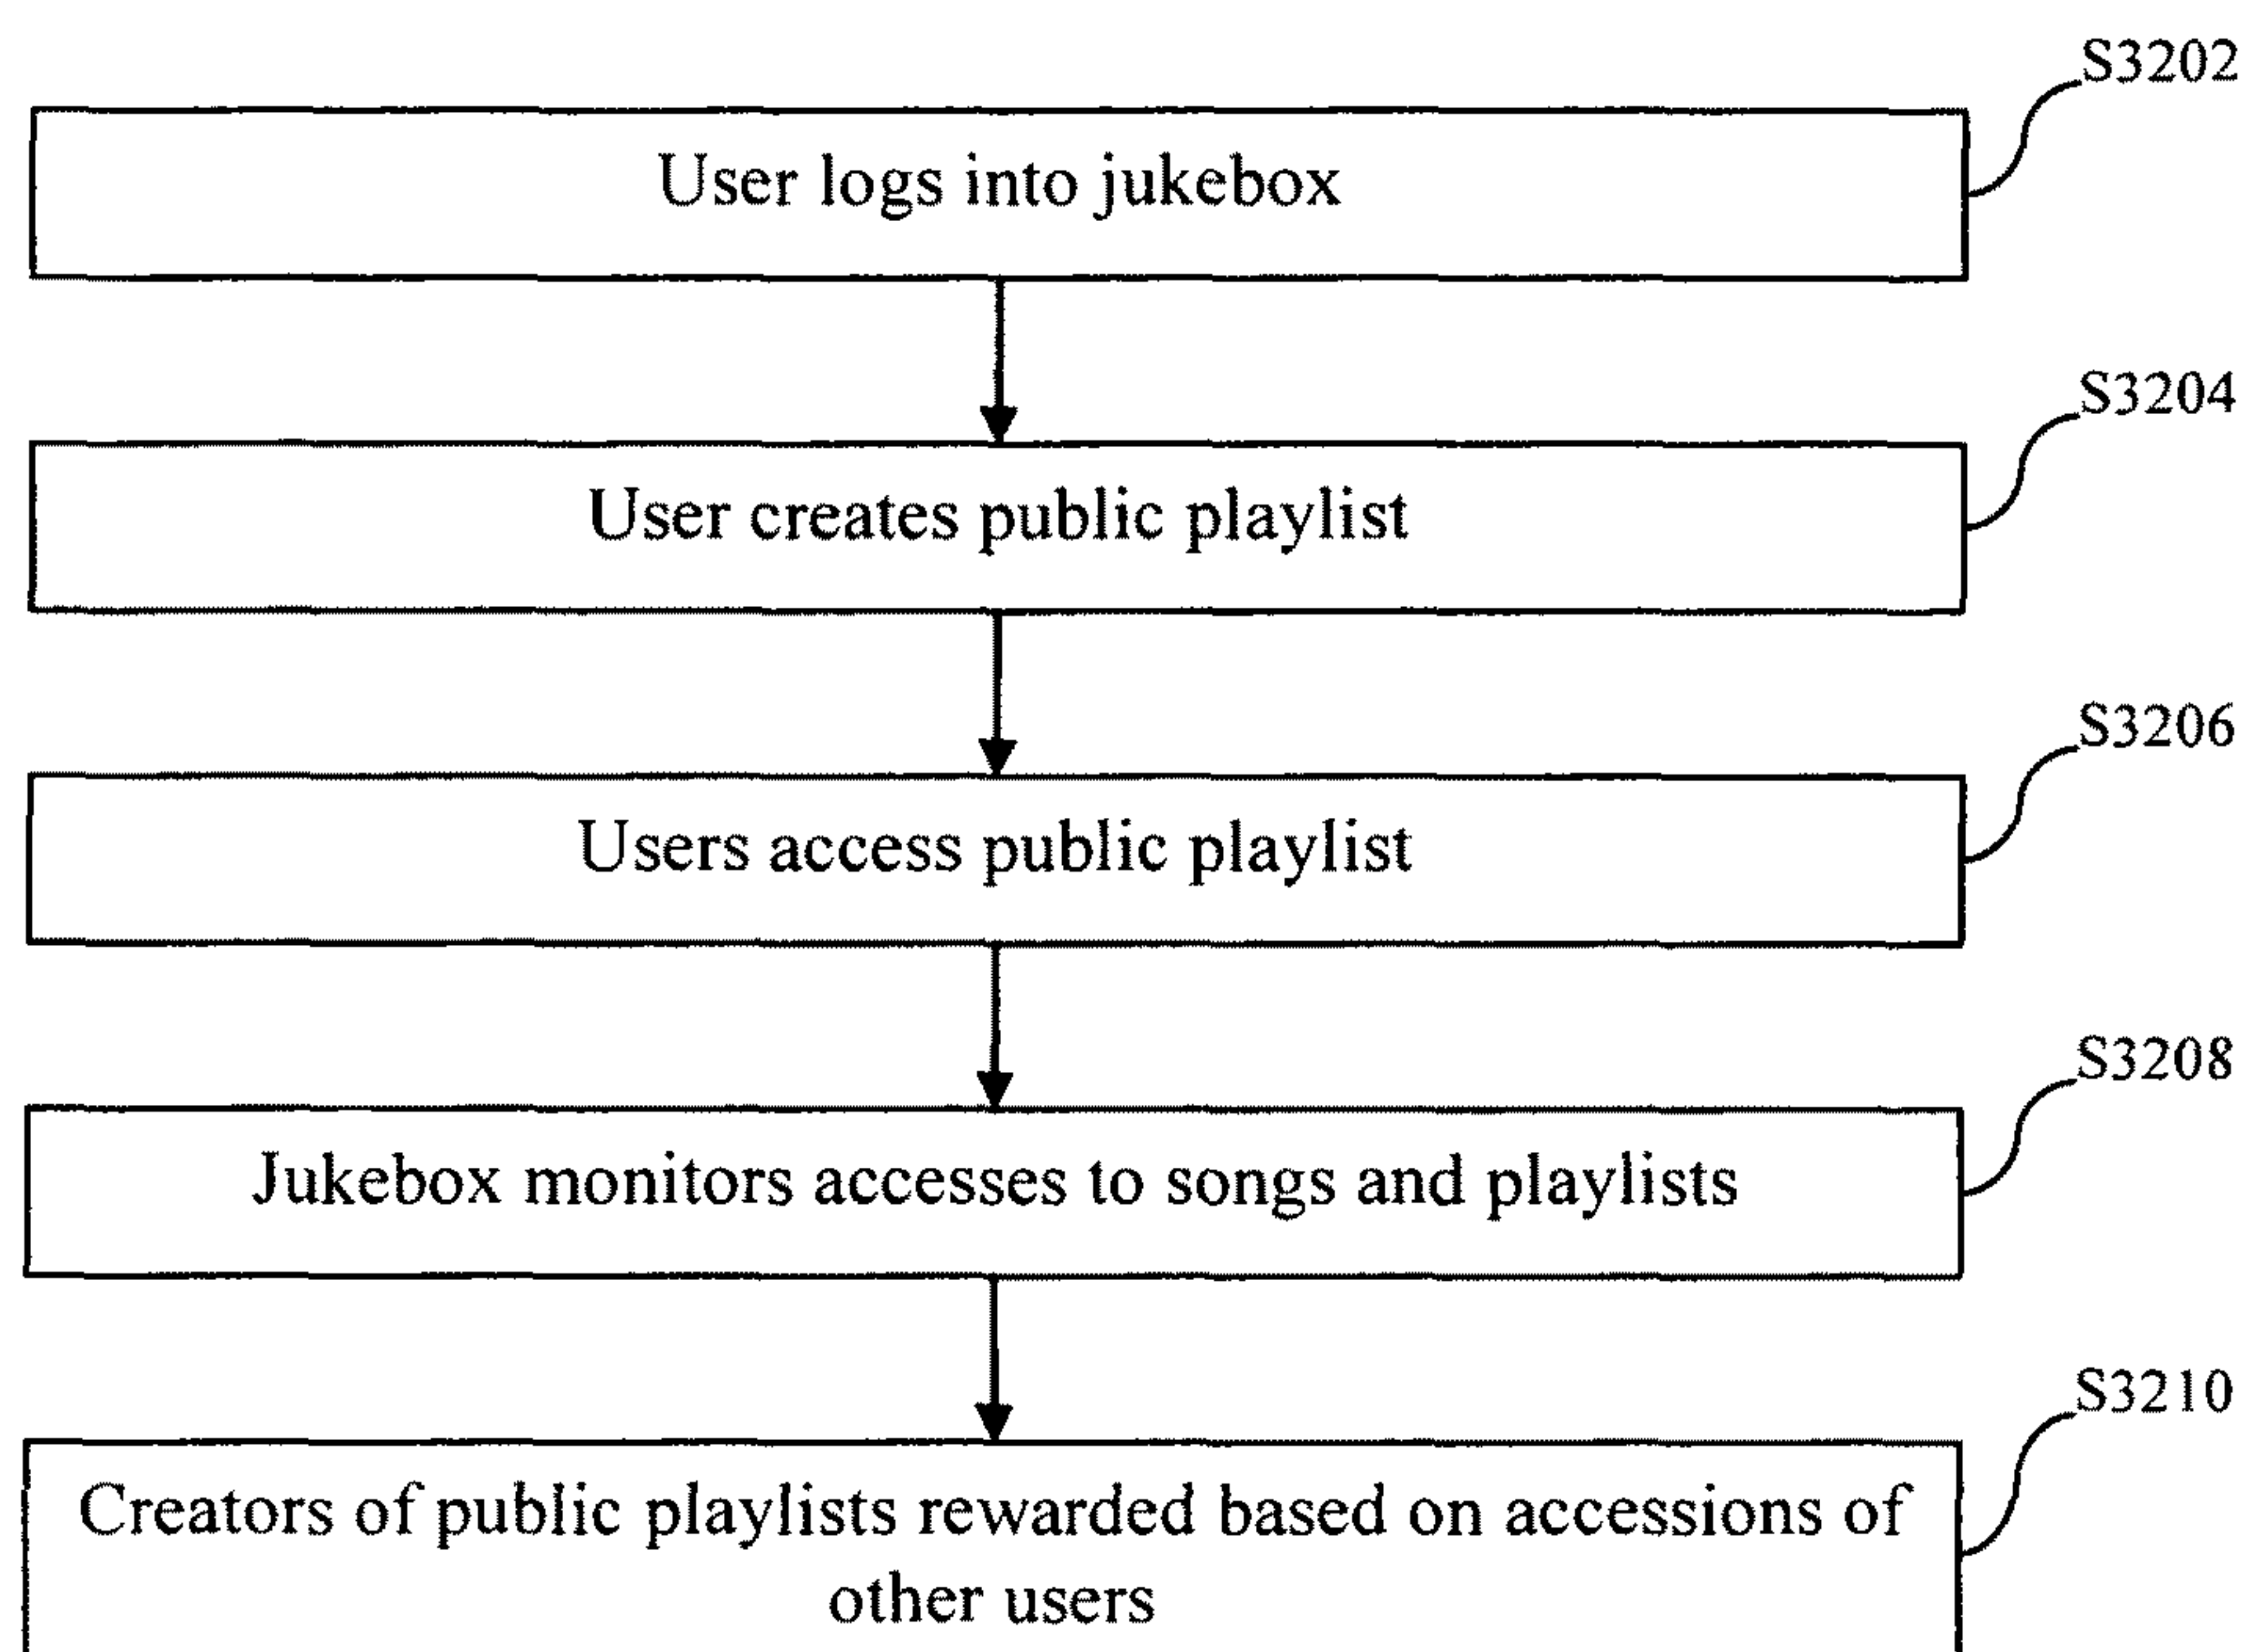 S3202
User logs into jukebox
S3204
User creates public playlist
S3206
Users access public playlist
S3208
Jukebox monitors accesses to songs and playlists
S3210
Creators of public playlists rewarded based on accessions of
other users